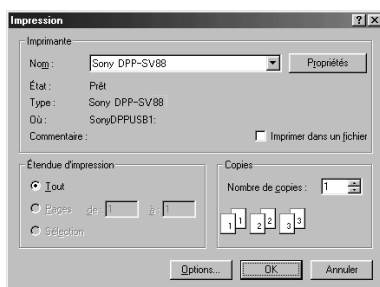 Impression
Imprimante
Nom : Sony DPP-SV88 Propriétés
État : Prêt
Type : Sony DPP-SV88
Où : SonyDPPUSB1:
Commentaire : Imprimer dans un fichier
Étendue d'impression
Tout
Pages de : 1 à : 1
Sélection
Copies
Nombre de copies : 1
1 1 2 2 3 3
Options... OK Annuler